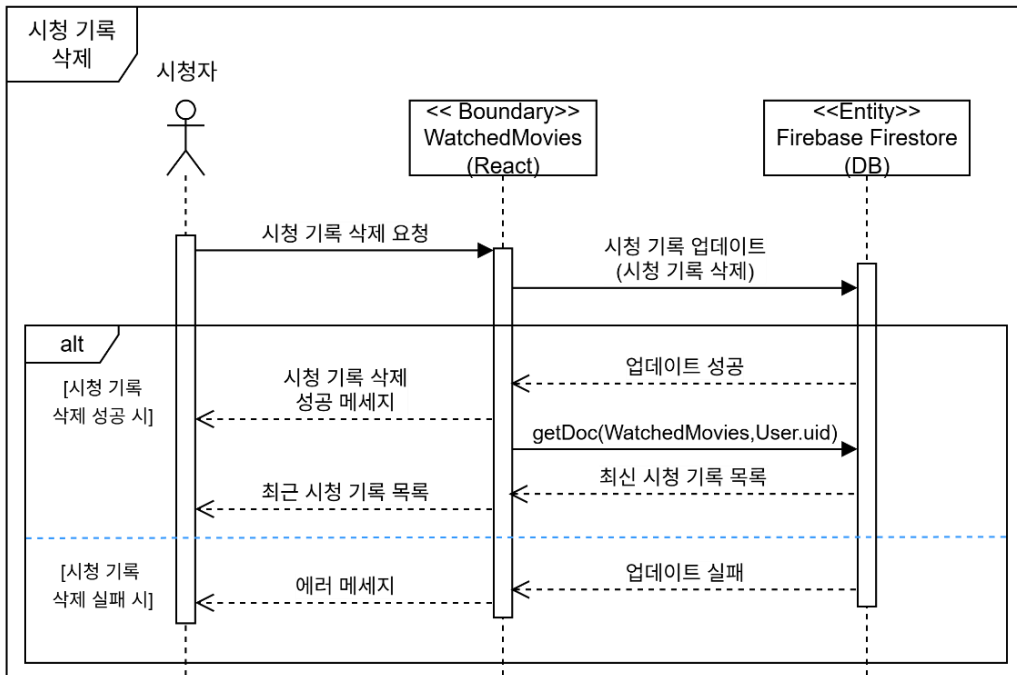 시청 기록
삭제
시청자
<< Boundary>>
WatchedMovies
(React)
<<Entity>>
Firebase Firestore
(DB)
시청 기록 삭제 요청
시청 기록 업데이트
(시청 기록 삭제)
alt
[시청 기록
삭제 성공 시]
업데이트 성공
시청 기록 삭제
성공 메세지
getDoc(WatchedMovies,User.uid)
최신 시청 기록 목록
최근 시청 기록 목록
[시청 기록
삭제 실패 시]
업데이트 실패
에러 메세지